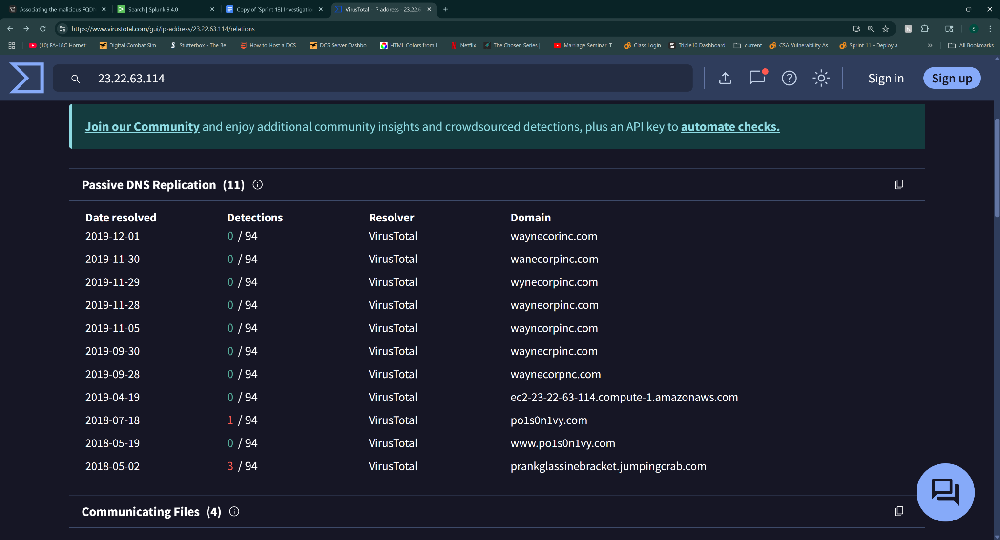 Associating the malicious FQDN
Search | Splunk 9.4.0
Copy of [Sprint 13] Investigatio
VirusTotal - IP address - 23.22.6
https://www.virustotal.com/gui/ip-address/23.22.63.114/relations
(10) FA-18C Hornet:...
Digital Combat Sim...
Stutterbox - The Be...
How to Host a DCS...
DCS Server Dashbo...
HTML Colors from I...
Netflix
The Chosen Series |...
Marriage Seminar: T...
Class Login
Triple10 Dashboard
current
CSA Vulnerability As...
Sprint 11 - Deploy a...
»
All Bookmarks
23.22.63.114
Sign in
Sign up
Join our Community and enjoy additional community insights and crowdsourced detections, plus an API key to automate checks.
Passive DNS Replication (11)
Date resolved Detections Resolver Domain
2019-12-01 0 / 94 VirusTotal waynecorinc.com
2019-11-30 0 / 94 VirusTotal wanecorpinc.com
2019-11-29 0 / 94 VirusTotal wynecorpinc.com
2019-11-28 0 / 94 VirusTotal wayneorpinc.com
2019-11-05 0 / 94 VirusTotal wayncorpinc.com
2019-09-30 0 / 94 VirusTotal waynecrpinc.com
2019-09-28 0 / 94 VirusTotal waynecorpnc.com
2019-04-19 0 / 94 VirusTotal ec2-23-22-63-114.compute-1.amazonaws.com
2018-07-18 1 / 94 VirusTotal po1s0n1vy.com
2018-05-19 0 / 94 VirusTotal www.po1s0n1vy.com
2018-05-02 3 / 94 VirusTotal prankglassinebracket.jumpingcrab.com
Communicating Files (4)